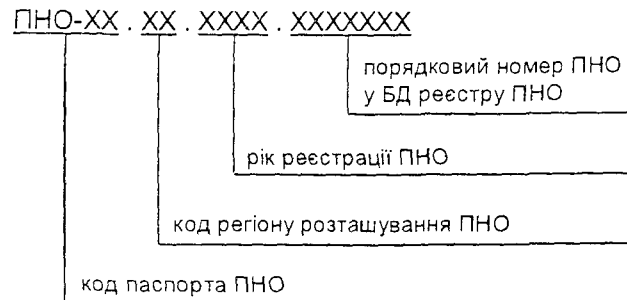 ПНО-ХХ . ХХ . ХХХХ . ХХХХХХХ
порядковий номер ПНО
у БД реєстру ПНО
рік реєстрації ПНО
код регіону розташування ПНО
код паспорта ПНО